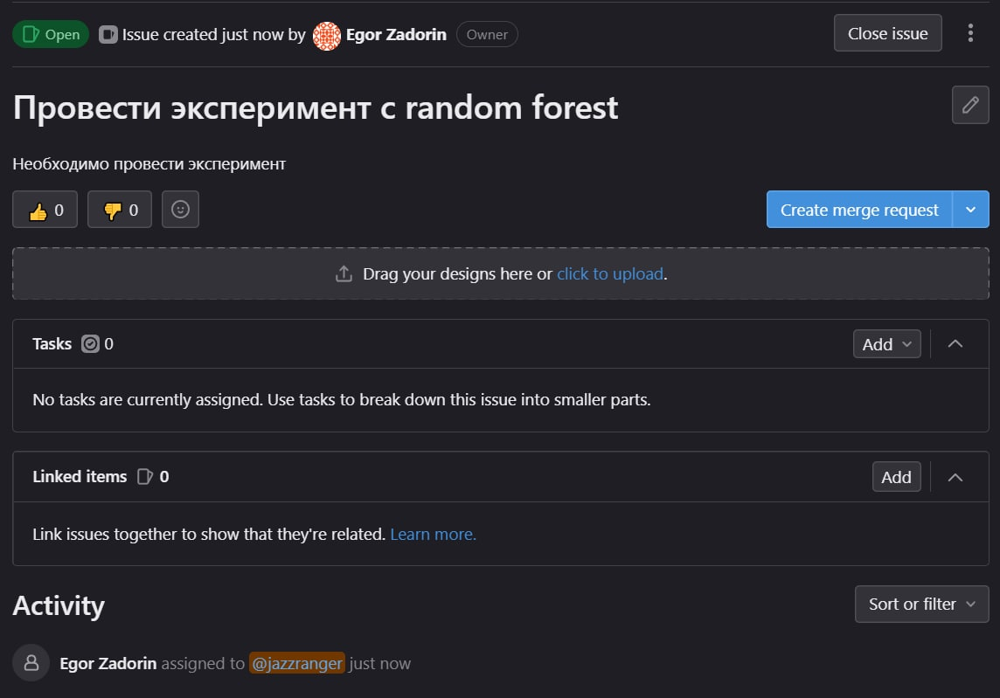 Open Issue created just now by Egor Zadorin Owner Close issue
Провести эксперимент с random forest
Необходимо провести эксперимент
0 0 Create merge request
Drag your designs here or click to upload.
Tasks 0 Add
No tasks are currently assigned. Use tasks to break down this issue into smaller parts.
Linked items 0 Add
Link issues together to show that they're related. Learn more.
Activity Sort or filter
Egor Zadorin assigned to @jazzranger just now